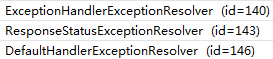 ExceptionHandlerExceptionResolver (id=140)
ResponseStatusExceptionResolver (id=143)
DefaultHandlerExceptionResolver (id=146)